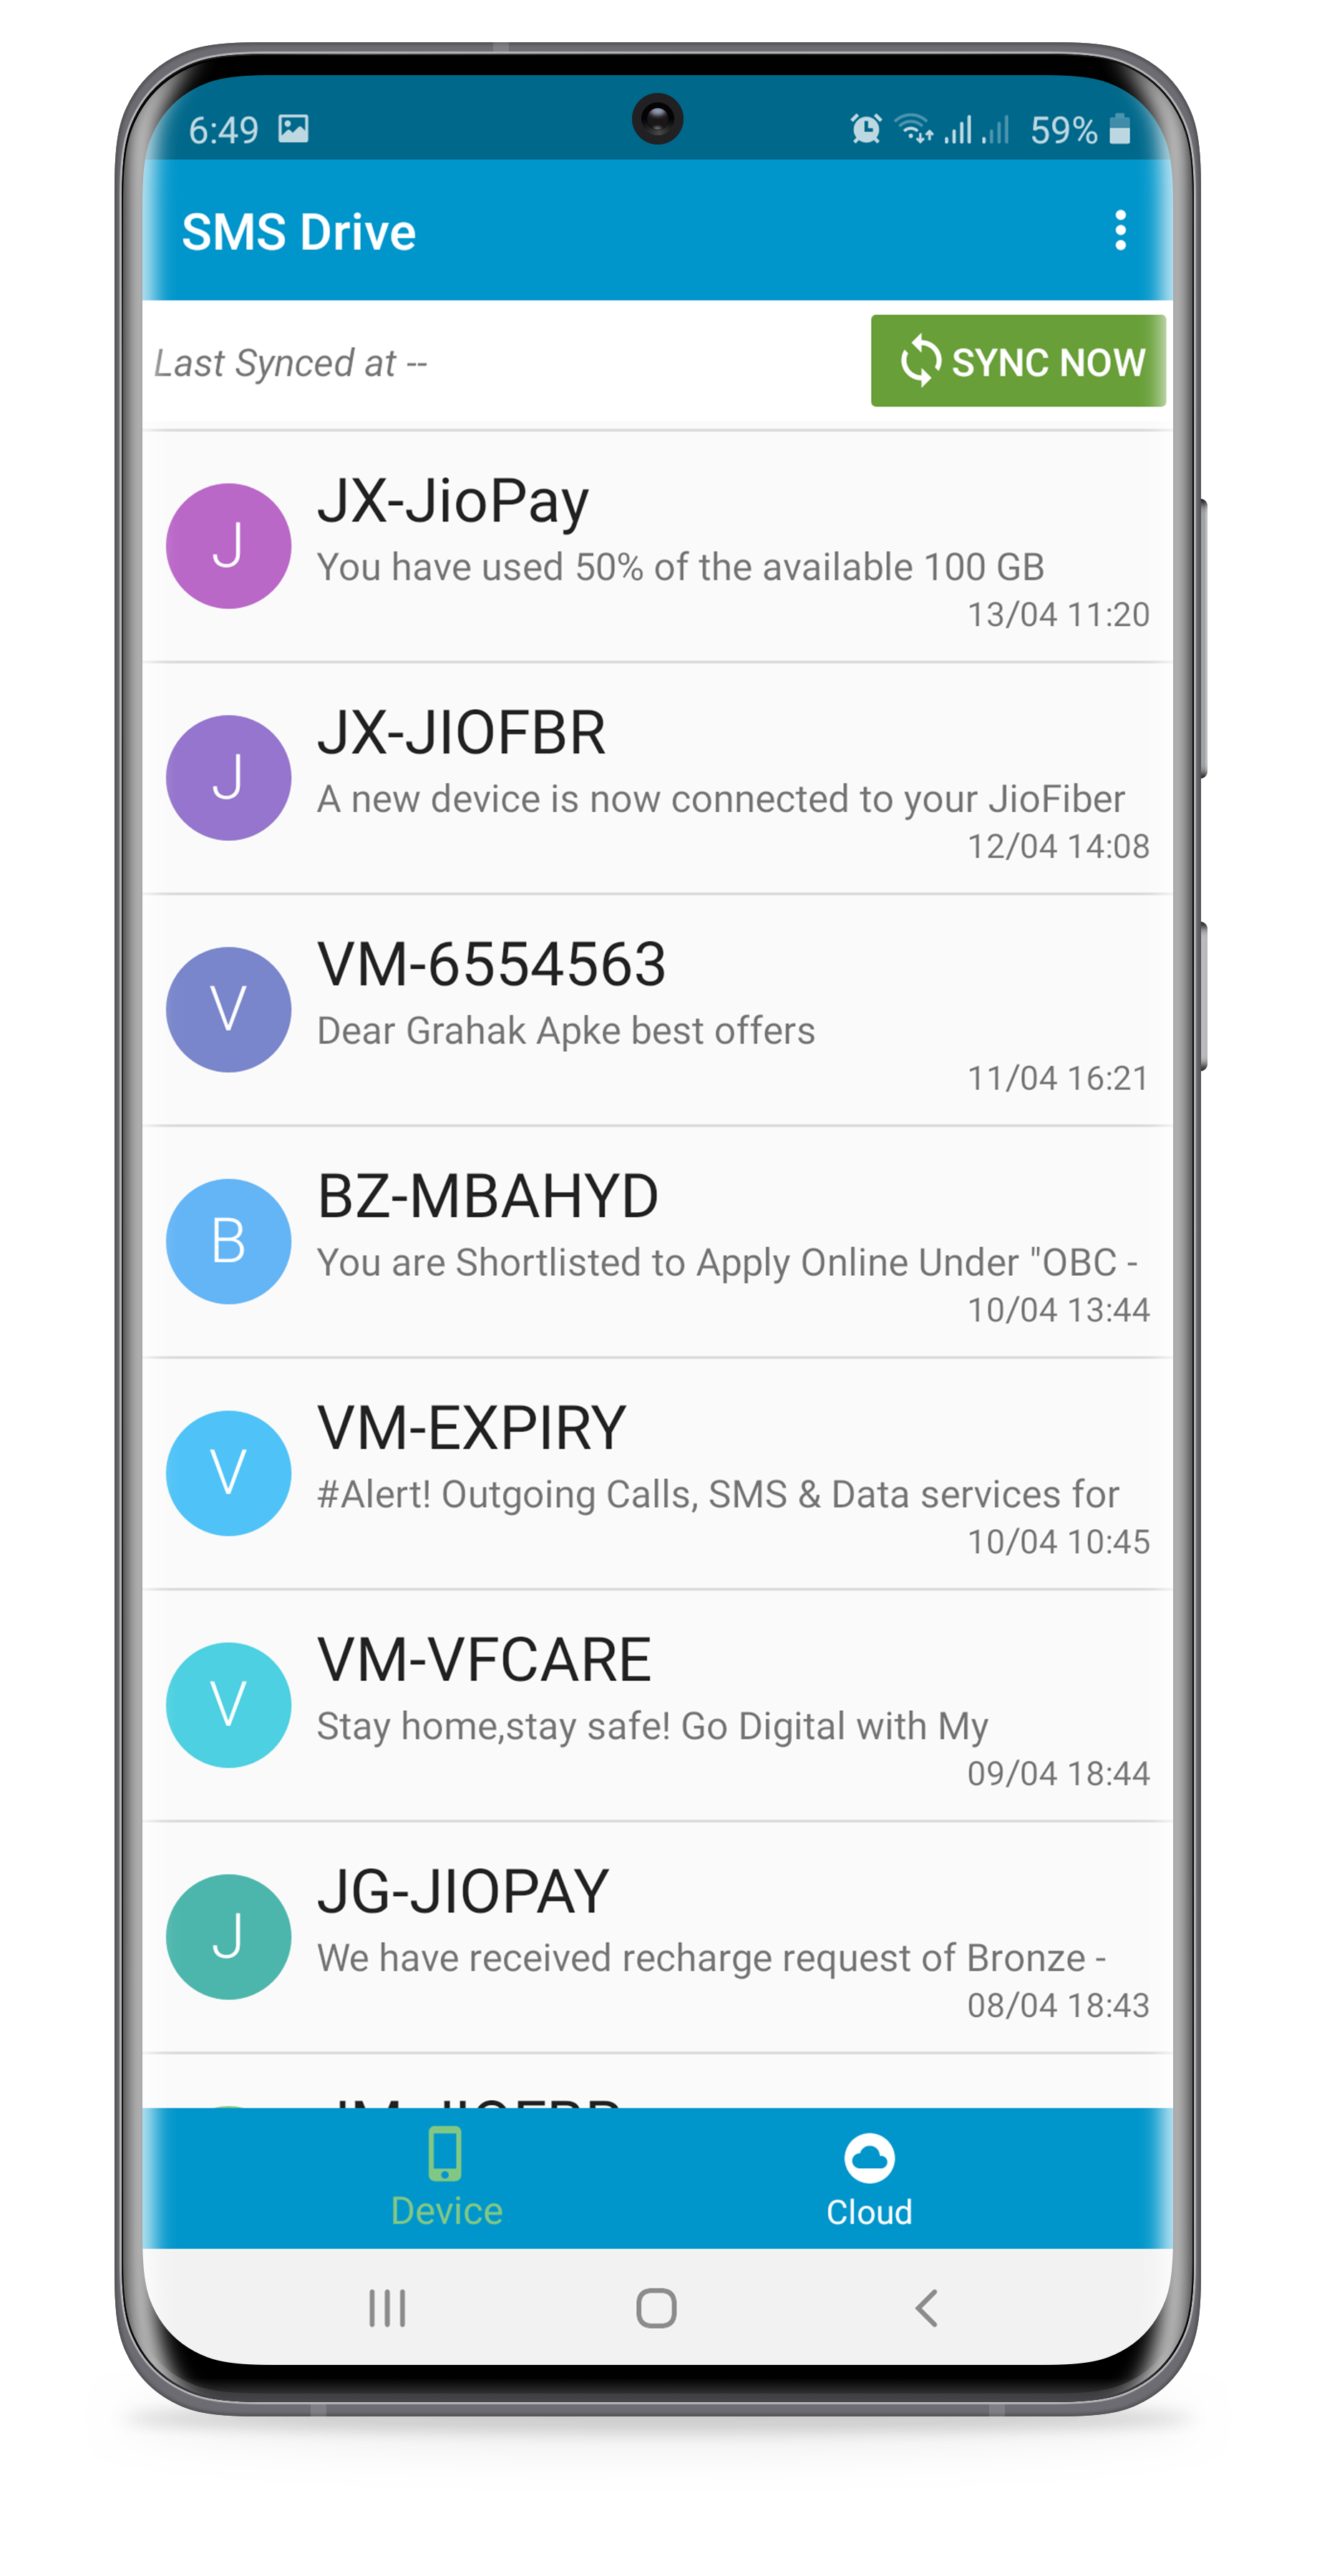 6:49 59%
SMS Drive
Last Synced at -- SYNC NOW
J JX-JioPay
You have used 50% of the available 100 GB
13/04 11:20
J JX-JIOFBR
A new device is now connected to your JioFiber
12/04 14:08
V VM-6554563
Dear Grahak Apke best offers
11/04 16:21
B BZ-MBAHYD
You are Shortlisted to Apply Online Under "OBC -
10/04 13:44
V VM-EXPIRY
#Alert! Outgoing Calls, SMS & Data services for
10/04 10:45
V VM-VFCARE
Stay home,stay safe! Go Digital with My
09/04 18:44
J JG-JIOPAY
We have received recharge request of Bronze -
08/04 18:43
Device Cloud